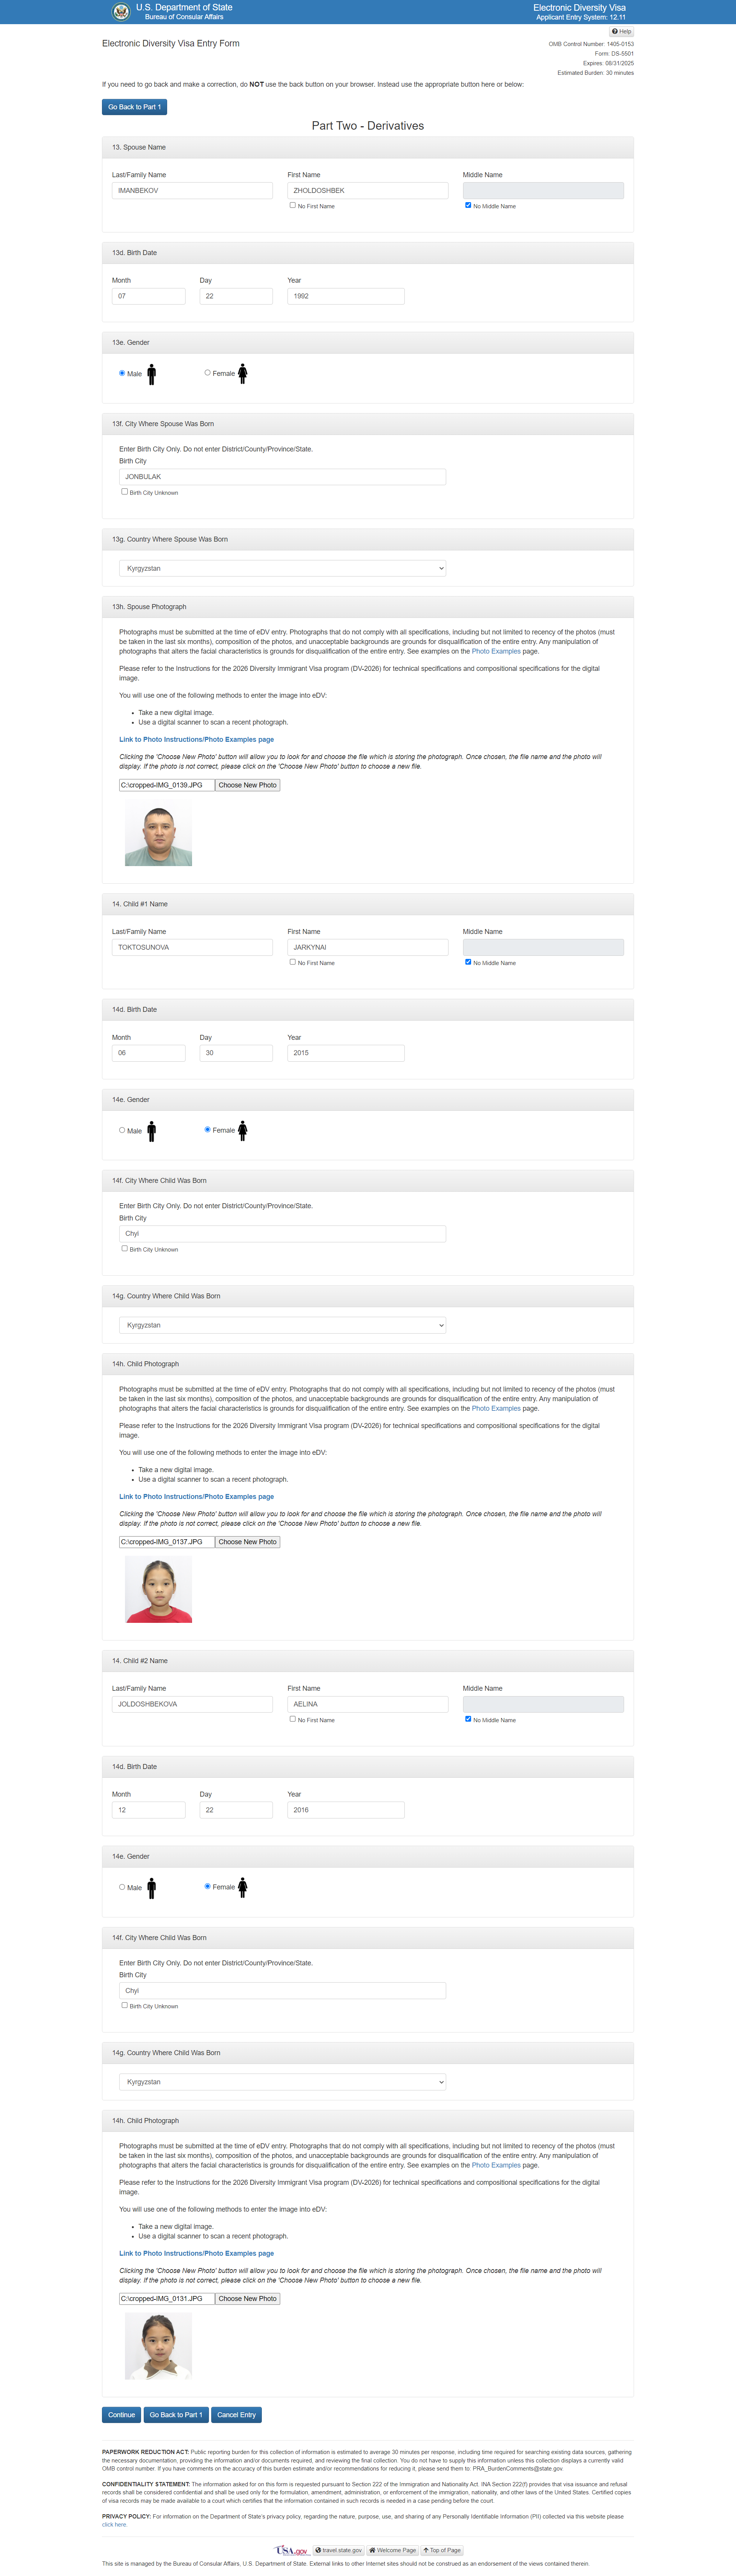 U.S. Department of State
Bureau of Consular Affairs
Electronic Diversity Visa
Applicant Entry System: 12.11
Help
Electronic Diversity Visa Entry Form
OMB Control Number: 1405-0153
Form: DS-5501
Expires: 08/31/2025
Estimated Burden: 30 minutes
If you need to go back and make a correction, do NOT use the back button on your browser. Instead use the appropriate button here or below:
Go Back to Part 1
Part Two - Derivatives
13. Spouse Name
Last/Family Name First Name Middle Name
IMANBEKOV ZHOLDOSHBEK
No First Name No Middle Name
13d. Birth Date
Month Day Year
07 22 1992
13e. Gender
Male Female
13f. City Where Spouse Was Born
Enter Birth City Only. Do not enter District/County/Province/State.
Birth City
JONBULAK
Birth City Unknown
13g. Country Where Spouse Was Born
Kyrgyzstan
13h. Spouse Photograph
Photographs must be submitted at the time of eDV entry. Photographs that do not comply with all specifications, including but not limited to recency of the photos (must
be taken in the last six months), composition of the photos, and unacceptable backgrounds are grounds for disqualification of the entire entry. Any manipulation of
photographs that alters the facial characteristics is grounds for disqualification of the entire entry. See examples on the Photo Examples page.
Please refer to the Instructions for the 2026 Diversity Immigrant Visa program (DV-2026) for technical specifications and compositional specifications for the digital
image.
You will use one of the following methods to enter the image into eDV:
• Take a new digital image.
• Use a digital scanner to scan a recent photograph.
Link to Photo Instructions/Photo Examples page
Clicking the 'Choose New Photo' button will allow you to look for and choose the file which is storing the photograph. Once chosen, the file name and the photo will
display. If the photo is not correct, please click on the 'Choose New Photo' button to choose a new file.
C:\cropped-IMG_0139.JPG Choose New Photo
14. Child #1 Name
Last/Family Name First Name Middle Name
TOKTOSUNOVA JARKYNAI
No First Name No Middle Name
14d. Birth Date
Month Day Year
06 30 2015
14e. Gender
Male Female
14f. City Where Child Was Born
Enter Birth City Only. Do not enter District/County/Province/State.
Birth City
Chyi
Birth City Unknown
14g. Country Where Child Was Born
Kyrgyzstan
14h. Child Photograph
Photographs must be submitted at the time of eDV entry. Photographs that do not comply with all specifications, including but not limited to recency of the photos (must
be taken in the last six months), composition of the photos, and unacceptable backgrounds are grounds for disqualification of the entire entry. Any manipulation of
photographs that alters the facial characteristics is grounds for disqualification of the entire entry. See examples on the Photo Examples page.
Please refer to the Instructions for the 2026 Diversity Immigrant Visa program (DV-2026) for technical specifications and compositional specifications for the digital
image.
You will use one of the following methods to enter the image into eDV:
• Take a new digital image.
• Use a digital scanner to scan a recent photograph.
Link to Photo Instructions/Photo Examples page
Clicking the 'Choose New Photo' button will allow you to look for and choose the file which is storing the photograph. Once chosen, the file name and the photo will
display. If the photo is not correct, please click on the 'Choose New Photo' button to choose a new file.
C:\cropped-IMG_0137.JPG Choose New Photo
14. Child #2 Name
Last/Family Name First Name Middle Name
JOLDOSHBEKOVA AELINA
No First Name No Middle Name
14d. Birth Date
Month Day Year
12 22 2016
14e. Gender
Male Female
14f. City Where Child Was Born
Enter Birth City Only. Do not enter District/County/Province/State.
Birth City
Chyi
Birth City Unknown
14g. Country Where Child Was Born
Kyrgyzstan
14h. Child Photograph
Photographs must be submitted at the time of eDV entry. Photographs that do not comply with all specifications, including but not limited to recency of the photos (must
be taken in the last six months), composition of the photos, and unacceptable backgrounds are grounds for disqualification of the entire entry. Any manipulation of
photographs that alters the facial characteristics is grounds for disqualification of the entire entry. See examples on the Photo Examples page.
Please refer to the Instructions for the 2026 Diversity Immigrant Visa program (DV-2026) for technical specifications and compositional specifications for the digital
image.
You will use one of the following methods to enter the image into eDV:
• Take a new digital image.
• Use a digital scanner to scan a recent photograph.
Link to Photo Instructions/Photo Examples page
Clicking the 'Choose New Photo' button will allow you to look for and choose the file which is storing the photograph. Once chosen, the file name and the photo will
display. If the photo is not correct, please click on the 'Choose New Photo' button to choose a new file.
C:\cropped-IMG_0131.JPG Choose New Photo
Continue Go Back to Part 1 Cancel Entry
PAPERWORK REDUCTION ACT: Public reporting burden for this collection of information is estimated to average 30 minutes per response, including time required for searching existing data sources, gathering
the necessary documentation, providing the information and/or documents required, and reviewing the final collection. You do not have to supply this information unless this collection displays a currently valid
OMB control number. If you have comments on the accuracy of this burden estimate and/or recommendations for reducing it, please send them to: PRA_BurdenComments@state.gov.
CONFIDENTIALITY STATEMENT: The information asked for on this form is requested pursuant to Section 222 of the Immigration and Nationality Act. INA Section 222(f) provides that visa issuance and refusal
records shall be considered confidential and shall be used only for the formulation, amendment, administration, or enforcement of the immigration, nationality, and other laws of the United States. Certified copies
of visa records may be made available to a court which certifies that the information contained in such records is needed in a case pending before the court.
PRIVACY POLICY: For information on the Department of State's privacy policy, regarding the nature, purpose, use, and sharing of any Personally Identifiable Information (PII) collected via this website please
click here.
USA.gov travel.state.gov Welcome Page Top of Page
This site is managed by the Bureau of Consular Affairs, U.S. Department of State. External links to other Internet sites should not be construed as an endorsement of the views contained therein.